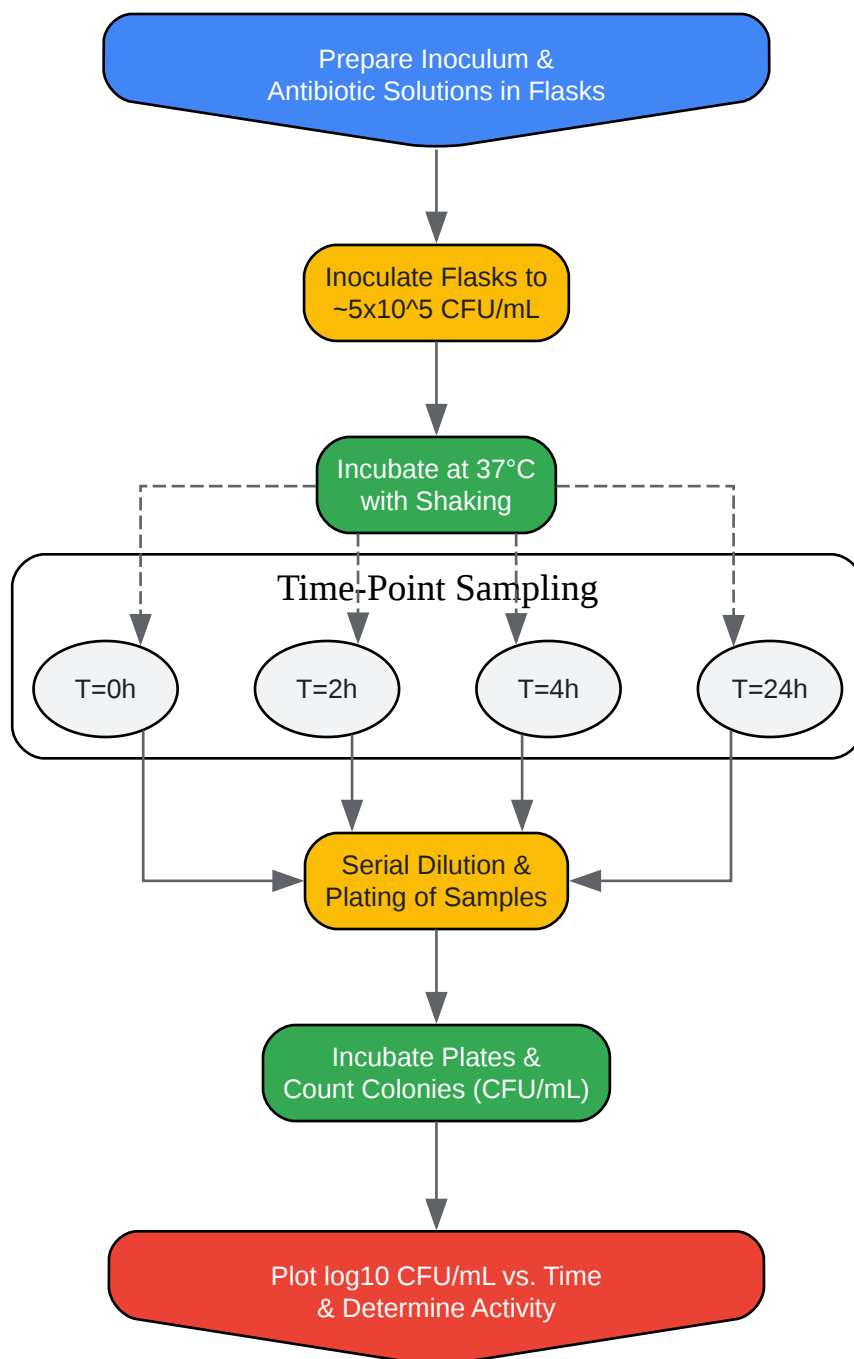 Prepare Inoculum &
Antibiotic Solutions in Flasks
Inoculate Flasks to
~5x10^5 CFU/mL
Incubate at 37°C
with Shaking
Time-Point Sampling
T=0h
T=2h
T=4h
T=24h
Serial Dilution &
Plating of Samples
Incubate Plates &
Count Colonies (CFU/mL)
Plot log10 CFU/mL vs. Time
& Determine Activity